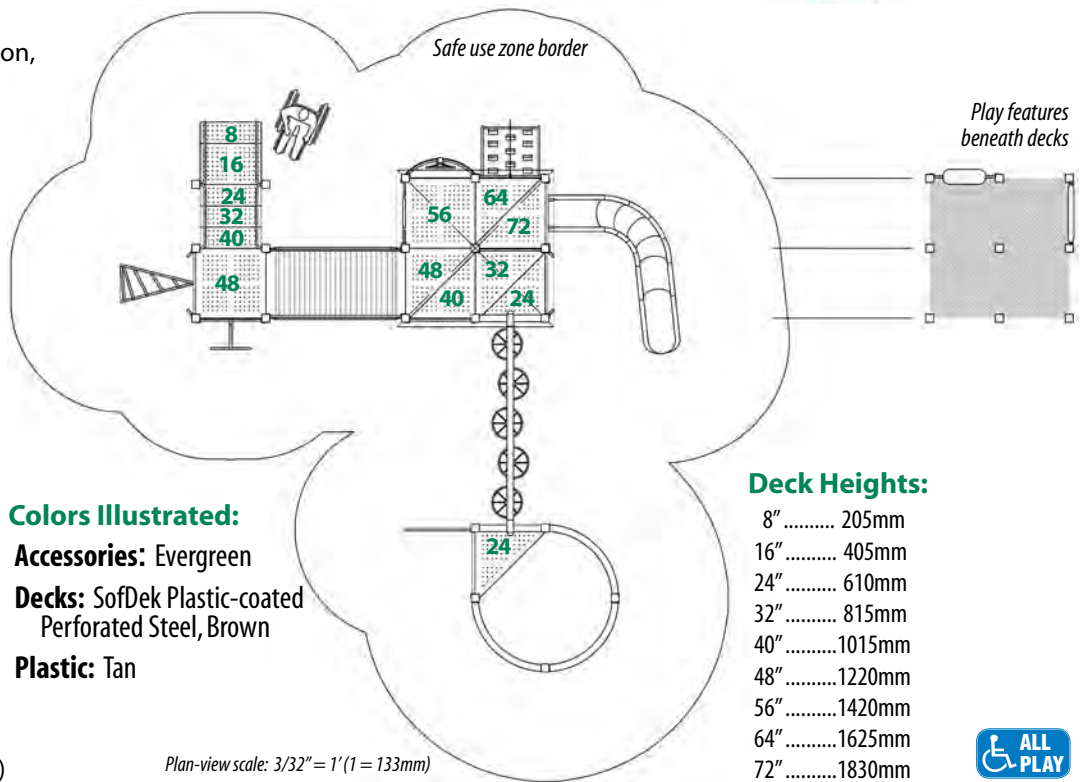 on,
Safe use zone border
Play features
beneath decks
8
16
24
32
40
48
56
64
72
48
32
40
24
24
Colors Illustrated:
Accessories: Evergreen
Decks: SofDek Plastic-coated
Perforated Steel, Brown
Plastic: Tan
Deck Heights:
8" .......... 205mm
16" .......... 405mm
24" .......... 610mm
32" .......... 815mm
40" ..........1015mm
48" ..........1220mm
56" ..........1420mm
64" ..........1625mm
72" ..........1830mm
)
Plan-view scale: 3/32" = 1' (1 = 133mm)
ALL
PLAY